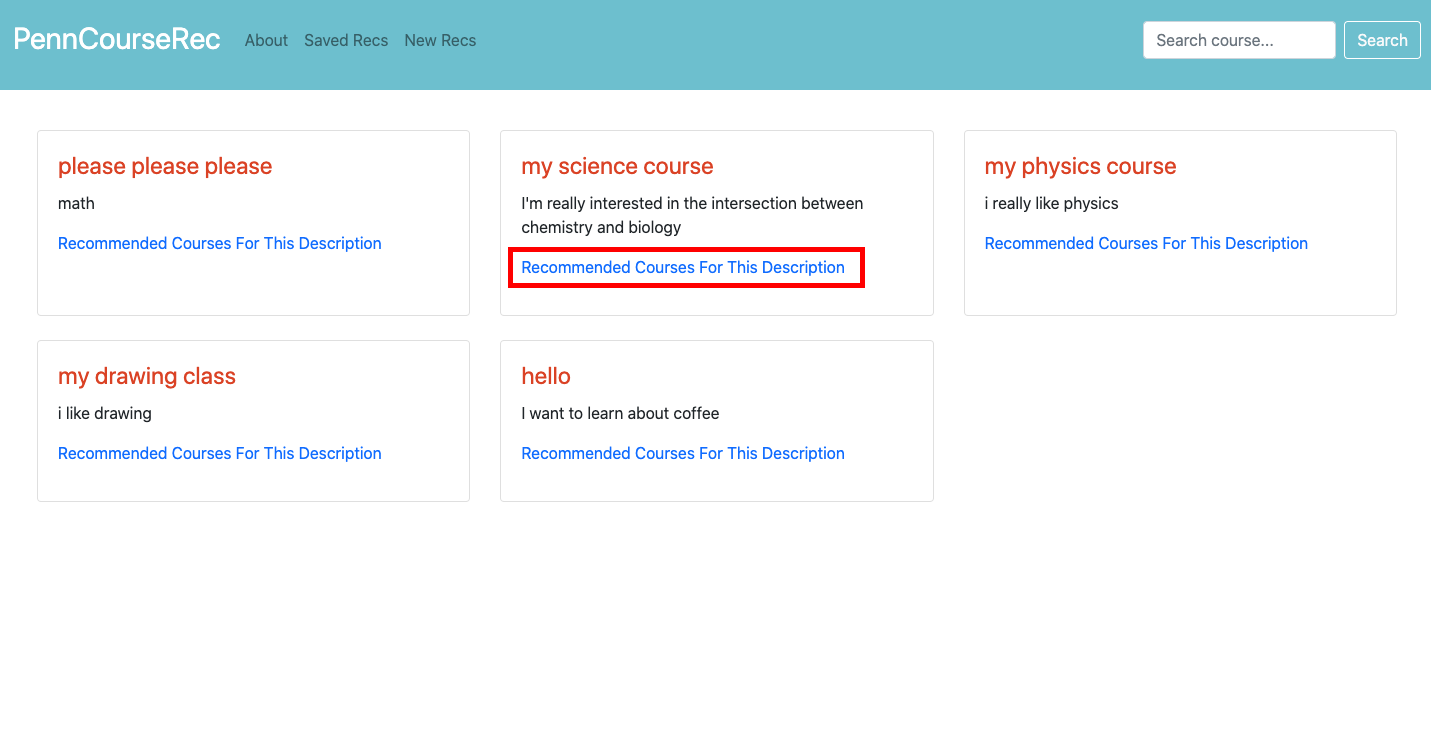 PennCourseRec About Saved Recs New Recs Search course... Search
please please please
math
Recommended Courses For This Description
my science course
I'm really interested in the intersection between
chemistry and biology
Recommended Courses For This Description
my physics course
i really like physics
Recommended Courses For This Description
my drawing class
i like drawing
Recommended Courses For This Description
hello
I want to learn about coffee
Recommended Courses For This Description